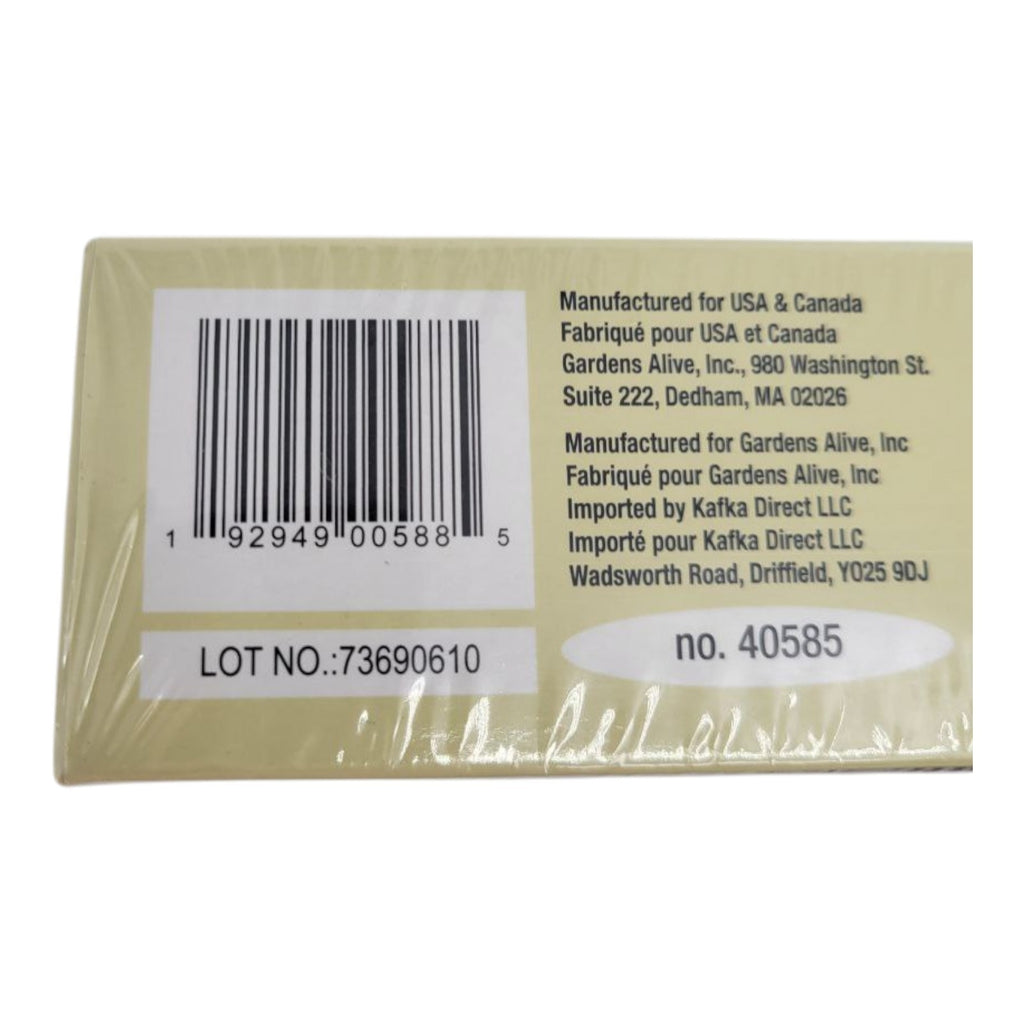 1 92949 00588 5
LOT NO.:73690610
Manufactured for USA & Canada
Fabriqué pour USA et Canada
Gardens Alive, Inc., 980 Washington St.
Suite 222, Dedham, MA 02026
Manufactured for Gardens Alive, Inc
Fabriqué pour Gardens Alive, Inc
Imported by Kafka Direct LLC
Importé pour Kafka Direct LLC
Wadsworth Road, Driffield, YO25 9DJ
no. 40585